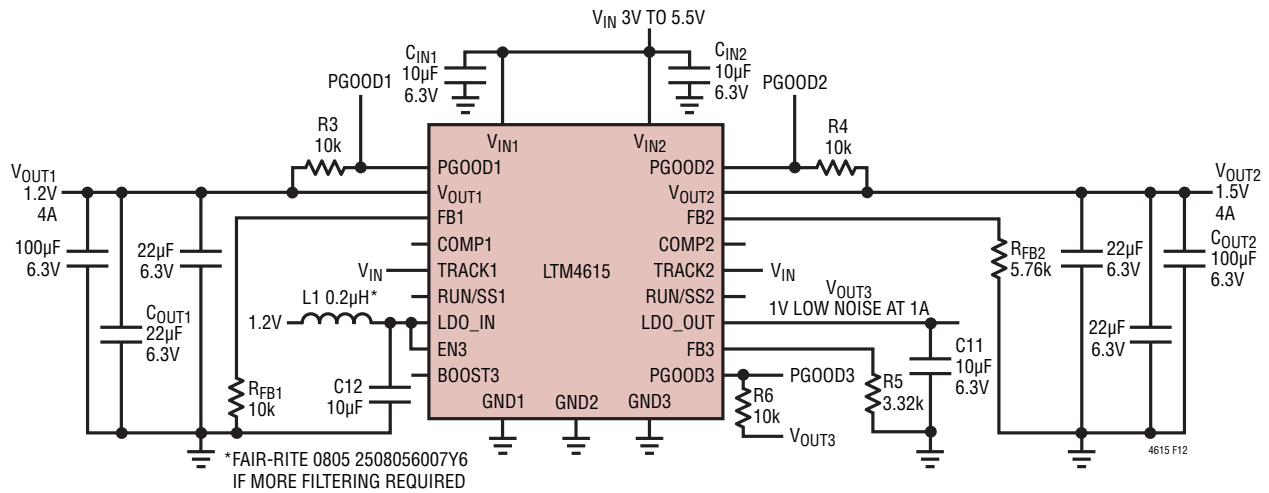 VIN 3V TO 5.5V
CIN1
10µF
6.3V
CIN2
10µF
6.3V
PGOOD1
PGOOD2
R3
10k
R4
10k
VIN1
VIN2
PGOOD1
PGOOD2
VOUT1
1.2V
4A
VOUT1
VOUT2
VOUT2
1.5V
4A
FB1
FB2
100µF
6.3V
22µF
6.3V
COMP1
COMP2
RFB2
5.76k
22µF
6.3V
COUT2
100µF
6.3V
VIN
TRACK1
LTM4615
TRACK2
VIN
L1 0.2µH*
RUN/SS1
RUN/SS2
VOUT3
1V LOW NOISE AT 1A
COUT1
22µF
6.3V
1.2V
LDO_IN
LDO_OUT
22µF
6.3V
EN3
FB3
C11
10µF
6.3V
BOOST3
PGOOD3
PGOOD3
RFB1
10k
C12
10µF
GND1
GND2
GND3
R6
10k
R5
3.32k
VOUT3
4615 F12
*FAIR-RITE 0805 2508056007Y6
IF MORE FILTERING REQUIRED